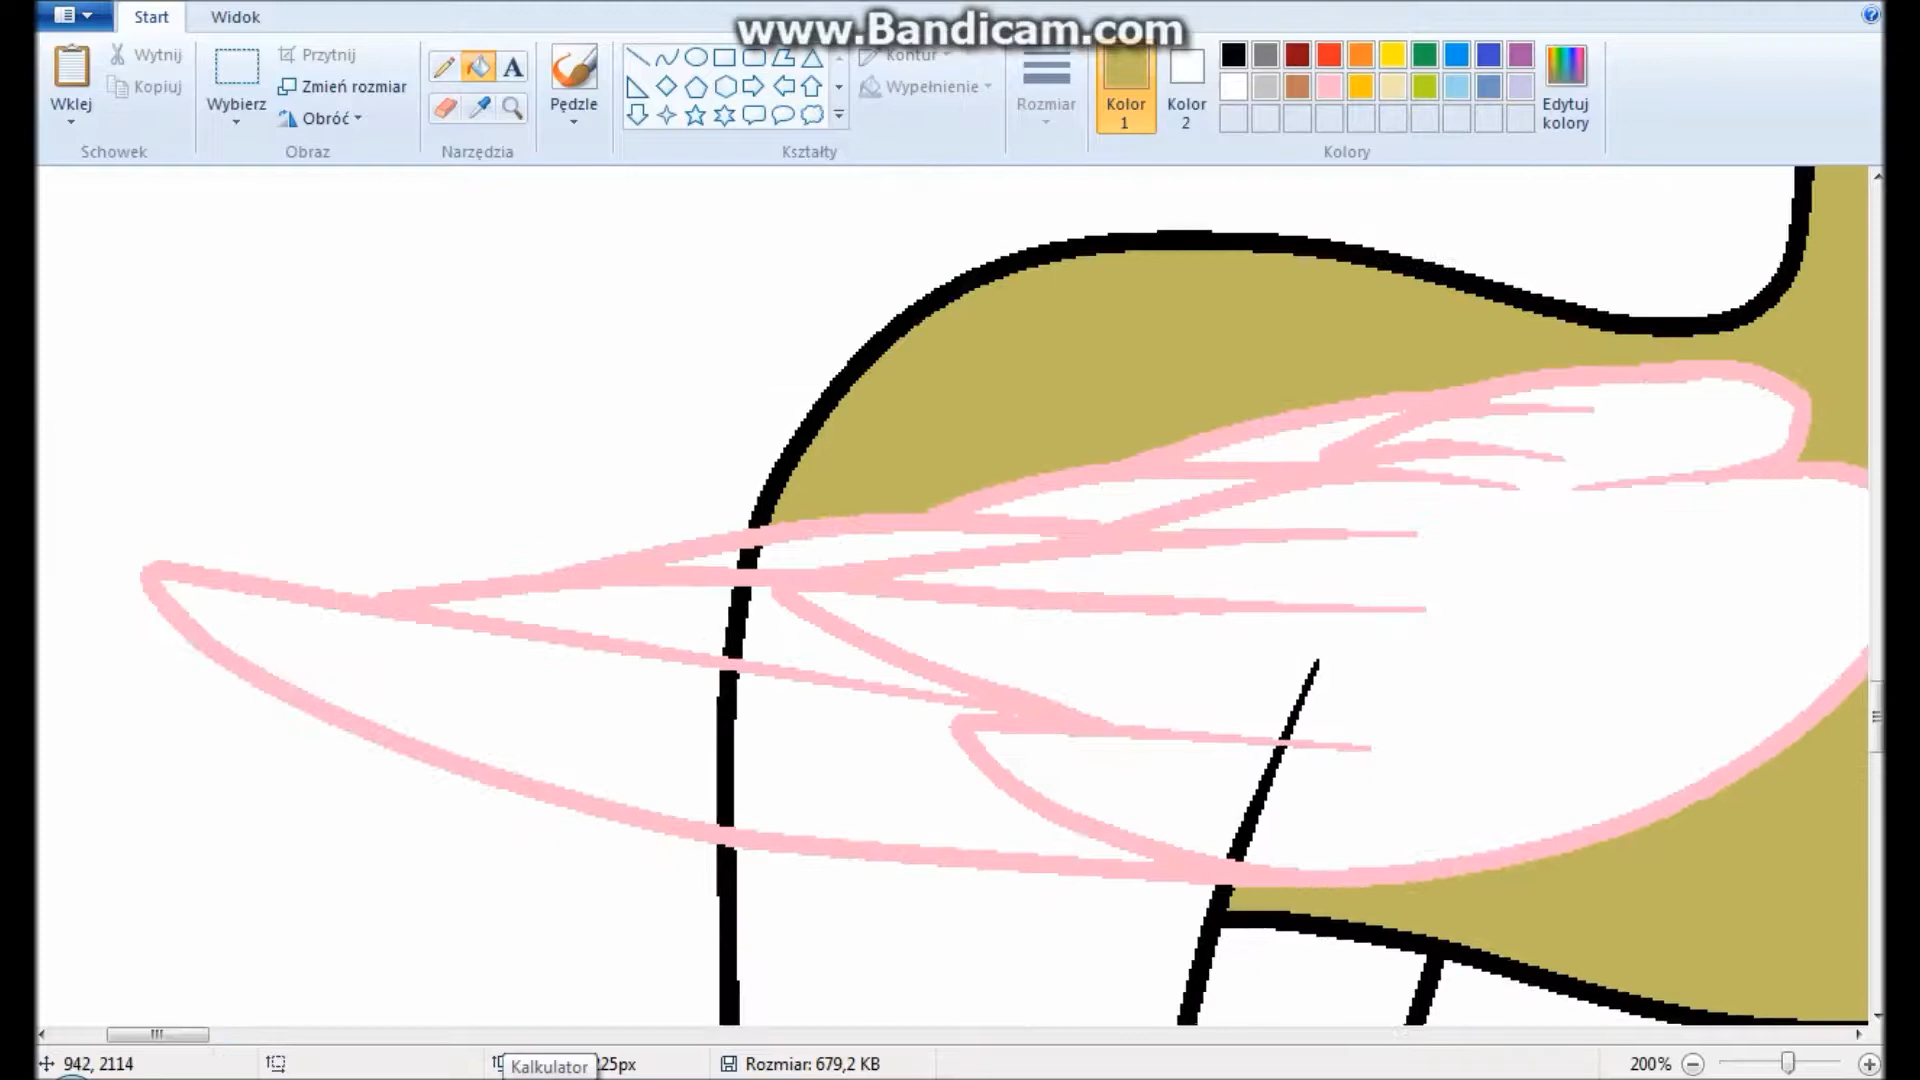 Start Widok
www.Bandicam.com
Wklej
Wytnij
Kopiuj
Schowek
Wybierz
Przytnij
Zmień rozmiar
Obróć
Obraz
A
Narzędzia
Pędzle
Kształty
Kontur
Wypełnienie
Rozmiar
Kolor
1
Kolor
2
Edytuj
kolory
Kolory
942, 2114
Kalkulator
25px
Rozmiar: 679,2 KB
200%